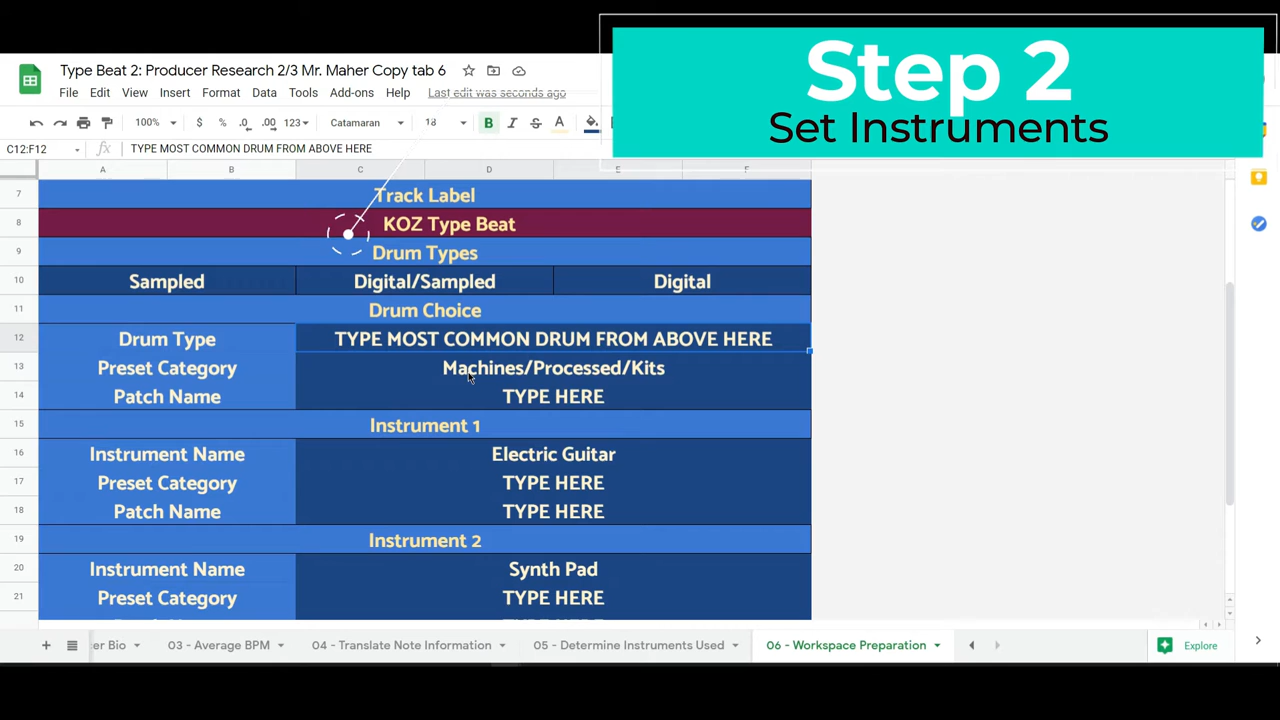 Step 2
Set Instruments
Type Beat 2: Producer Research 2/3 Mr. Maher Copy tab 6
File Edit View Insert Format Data Tools Add-ons Help Last edit was seconds ago
100% $ % .0 .00 123 Catamaran 18 B I S A
C12:F12 fx TYPE MOST COMMON DRUM FROM ABOVE HERE
A B C D E F
7 Track Label
8 KOZ Type Beat
9 Drum Types
10 Sampled Digital/Sampled Digital
11 Drum Choice
12 Drum Type TYPE MOST COMMON DRUM FROM ABOVE HERE
13 Preset Category Machines/Processed/Kits
14 Patch Name TYPE HERE
15 Instrument 1
16 Instrument Name Electric Guitar
17 Preset Category TYPE HERE
18 Patch Name TYPE HERE
19 Instrument 2
20 Instrument Name Synth Pad
21 Preset Category TYPE HERE
er Bio 03 - Average BPM 04 - Translate Note Information 05 - Determine Instruments Used 06 - Workspace Preparation Explore